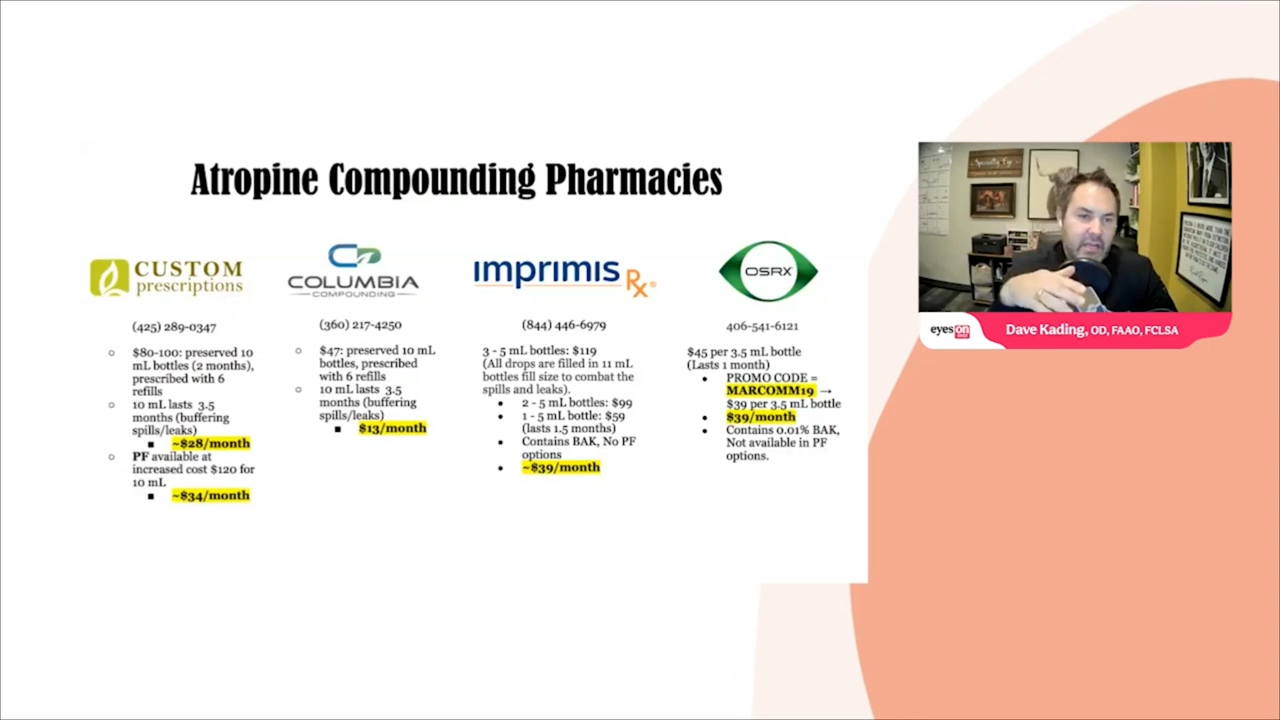 Atropine Compounding Pharmacies
CUSTOM
prescriptions
(425) 289-0347
$80-100: preserved 10
mL bottles (2 months),
prescribed with 6
refills
10 mL lasts 3.5
months (buffering
spills/leaks)
~$28/month
PF available at
increased cost $120 for
10 mL
~$34/month
COLUMBIA
COMPOUNDING
(360) 217-4250
$47: preserved 10 mL
bottles, prescribed
with 6 refills
10 mL lasts 3.5
months (buffering
spills/leaks)
$13/month
imprimis Rx®
(844) 446-6979
3 - 5 mL bottles: $119
(All drops are filled in 11 mL
bottles fill size to combat the
spills and leaks).
2 - 5 mL bottles: $99
1 - 5 mL bottle: $59
(lasts 1.5 months)
Contains BAK, No PF
options
~$39/month
OSRX
406-541-6121
$45 per 3.5 mL bottle
(Lasts 1 month)
PROMO CODE =
MARCOMM19 →
$39 per 3.5 mL bottle
$39/month
Contains 0.01% BAK,
Not available in PF
options.
Specialty Eye
eyes on
Dave Kading, OD, FAAO, FCLSA